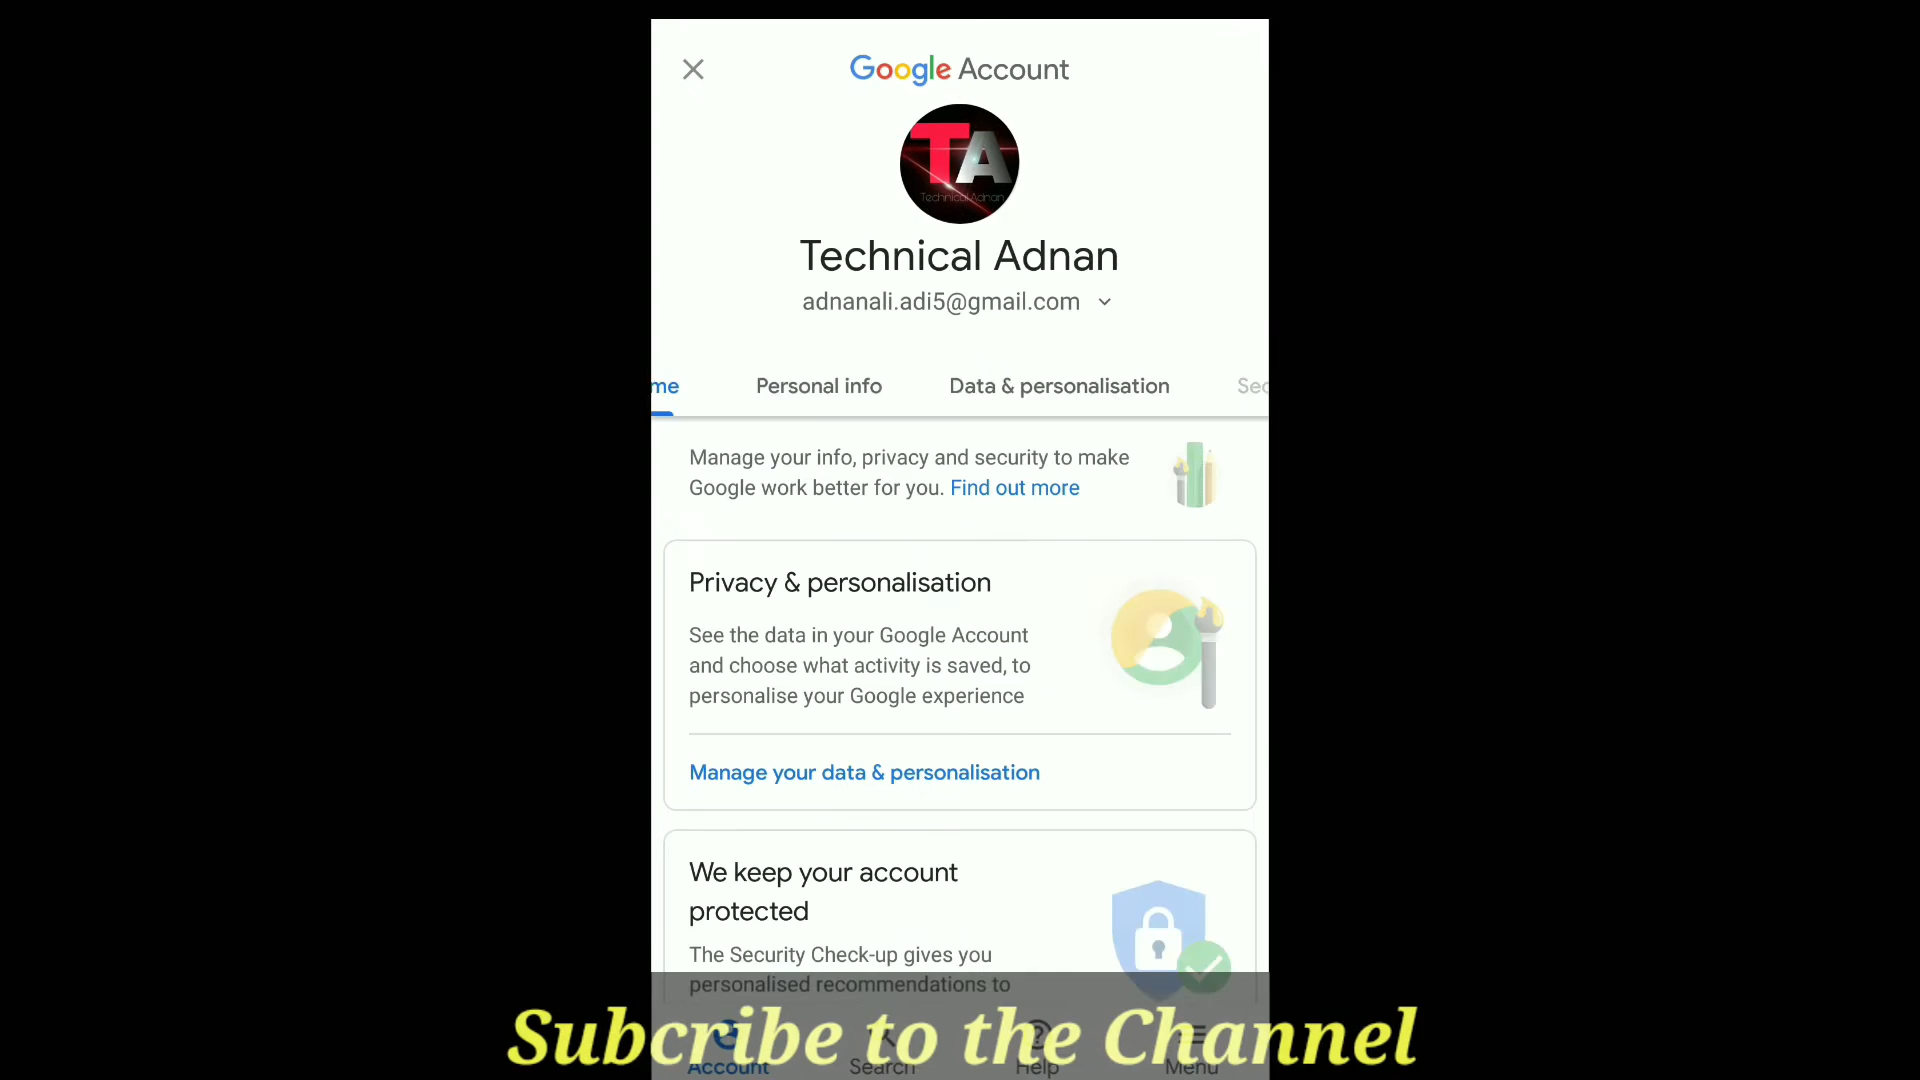 Google Account
TA
Technical Adnan
Technical Adnan
adnanali.adi5@gmail.com
me Personal info Data & personalisation Sec
Manage your info, privacy and security to make
Google work better for you. Find out more
Privacy & personalisation
See the data in your Google Account
and choose what activity is saved, to
personalise your Google experience
Manage your data & personalisation
We keep your account
protected
The Security Check-up gives you
personalised recommendations to
Subcribe to the Channel
Account Search Help Menu